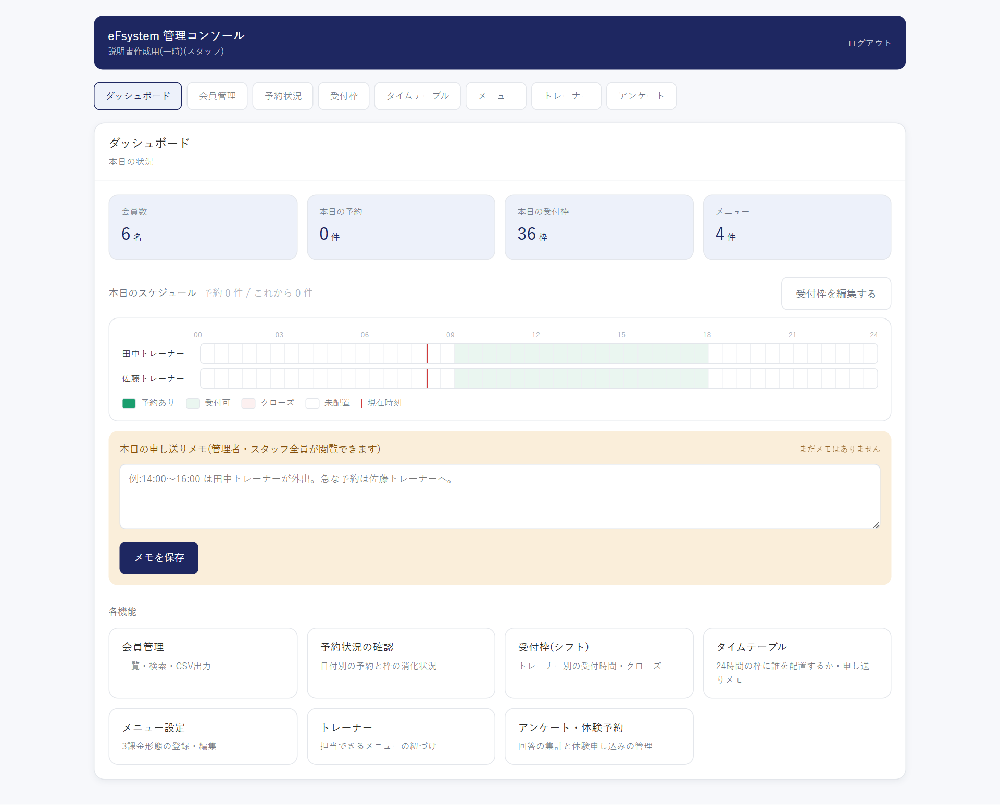 eFsystem 管理コンソール
説明書作成用(一時)(スタッフ)
ログアウト
ダッシュボード
会員管理
予約状況
受付枠
タイムテーブル
メニュー
トレーナー
アンケート
ダッシュボード
本日の状況
会員数
6 名
本日の予約
0 件
本日の受付枠
36 枠
メニュー
4 件
本日のスケジュール 予約 0 件 / これから 0 件
受付枠を編集する
00 03 06 09 12 15 18 21 24
田中トレーナー
佐藤トレーナー
予約あり 受付可 クローズ 未配置 現在時刻
本日の申し送りメモ(管理者・スタッフ全員が閲覧できます)
まだメモはありません
例:14:00〜16:00 は田中トレーナーが外出。急な予約は佐藤トレーナーへ。
メモを保存
各機能
会員管理
一覧・検索・CSV出力
予約状況の確認
日付別の予約と枠の消化状況
受付枠(シフト)
トレーナー別の受付時間・クローズ
タイムテーブル
24時間の枠に誰を配置するか・申し送
りメモ
メニュー設定
3課金形態の登録・編集
トレーナー
担当できるメニューの紐づけ
アンケート・体験予約
回答の集計と体験申し込みの管理